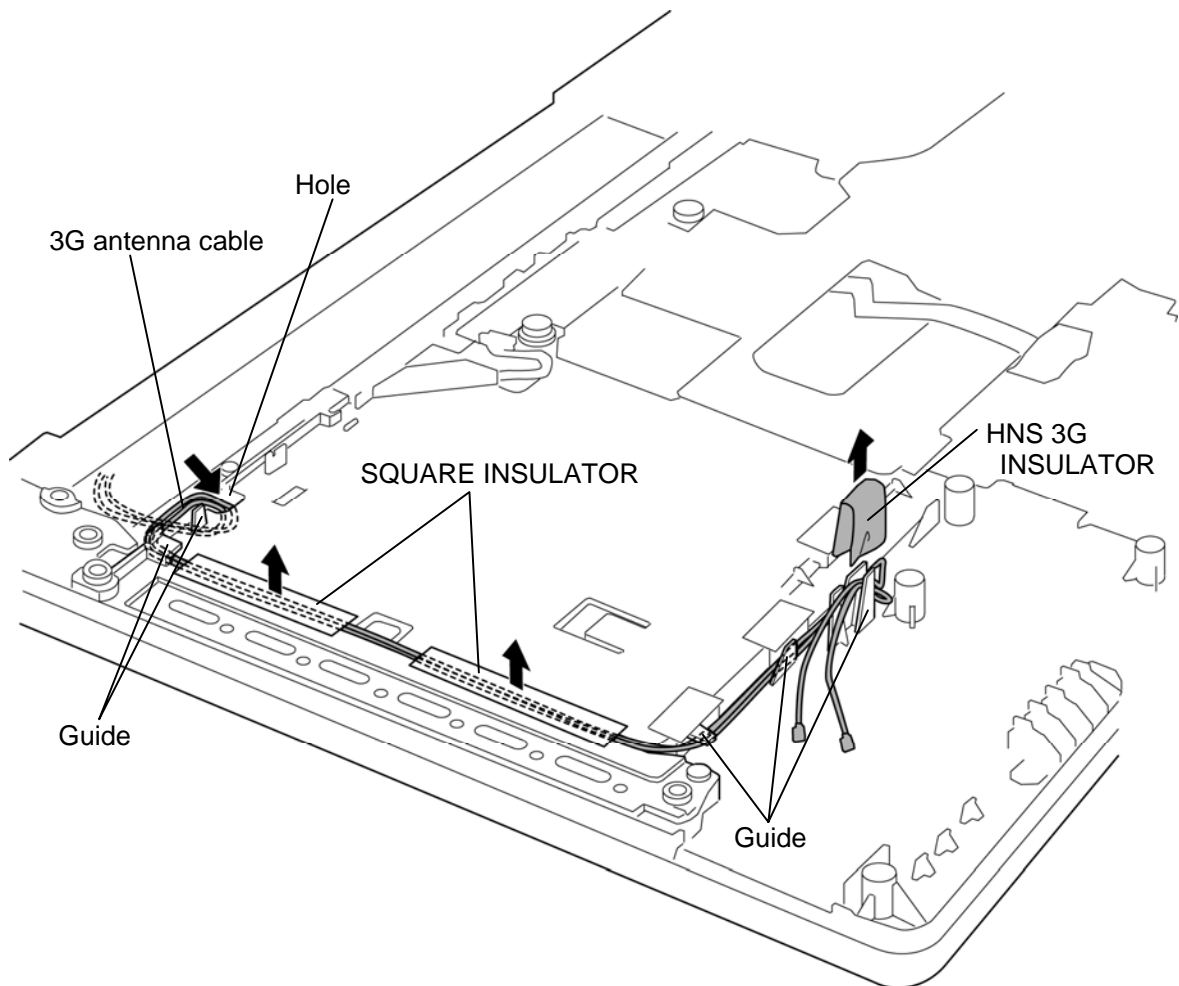 Hole
3G antenna cable
SQUARE INSULATOR
HNS 3G
INSULATOR
Guide
Guide